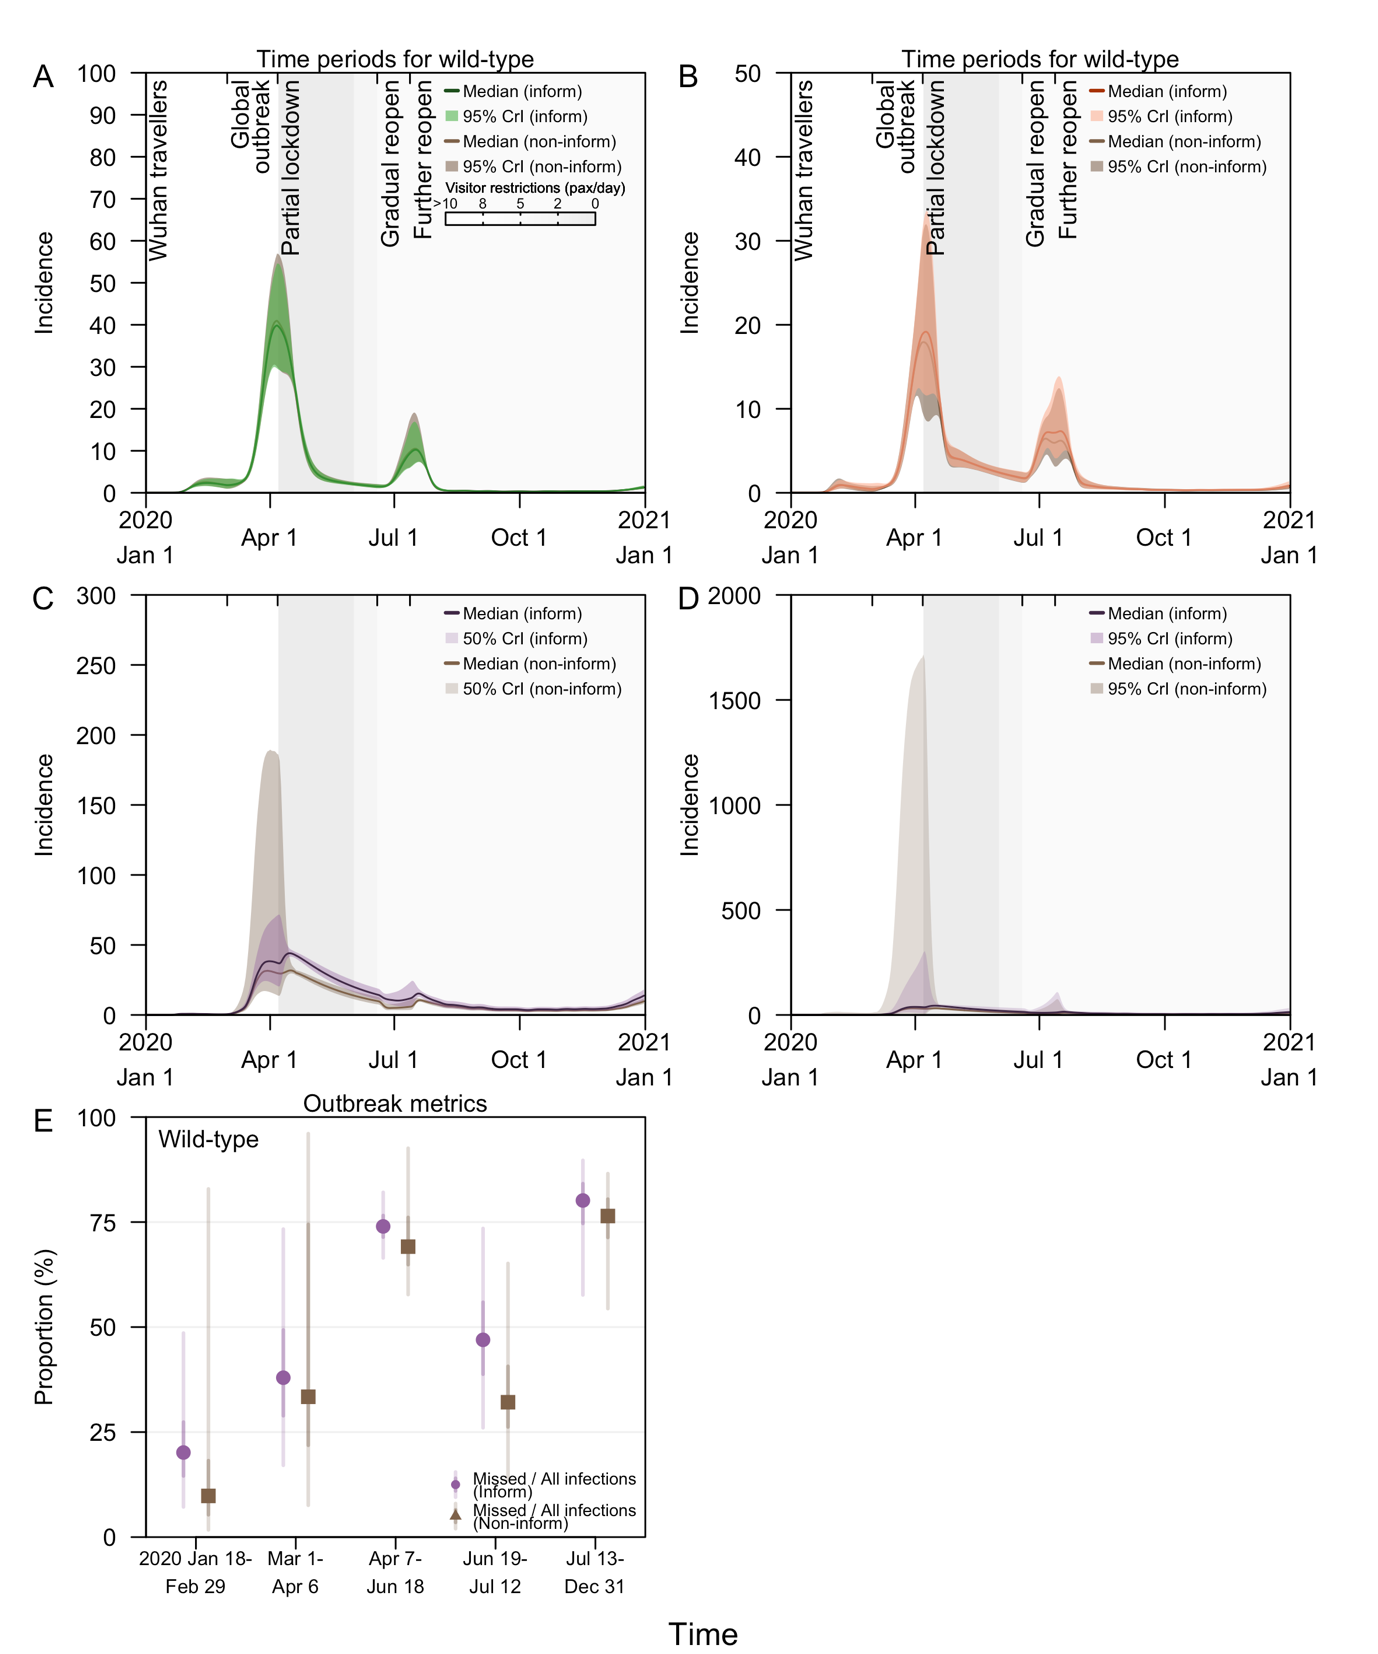 A
Time periods for wild-type
100
90
80
70
60
50
40
30
20
10
0
Incidence
Wuhan travellers
Global
outbreak
Partial lockdown
Gradual reopen
Further reopen
Median (inform)
95% CrI (inform)
Median (non-inform)
95% CrI (non-inform)
Visitor restrictions (pax/day)
>10 8 5 2 0
2020
Jan 1
Apr 1
Jul 1
Oct 1
2021
Jan 1
B
Time periods for wild-type
50
40
30
20
10
0
Incidence
Wuhan travellers
Global
outbreak
Partial lockdown
Gradual reopen
Further reopen
Median (inform)
95% CrI (inform)
Median (non-inform)
95% CrI (non-inform)
2020
Jan 1
Apr 1
Jul 1
Oct 1
2021
Jan 1
C
300
250
200
150
100
50
0
Incidence
Median (inform)
50% CrI (inform)
Median (non-inform)
50% CrI (non-inform)
2020
Jan 1
Apr 1
Jul 1
Oct 1
2021
Jan 1
D
2000
1500
1000
500
0
Incidence
Median (inform)
95% CrI (inform)
Median (non-inform)
95% CrI (non-inform)
2020
Jan 1
Apr 1
Jul 1
Oct 1
2021
Jan 1
E
Outbreak metrics
Wild-type
100
75
50
25
0
Proportion (%)
Missed / All infections
(Inform)
Missed / All infections
(Non-inform)
2020 Jan 18-
Feb 29
Mar 1-
Apr 6
Apr 7-
Jun 18
Jun 19-
Jul 12
Jul 13-
Dec 31
Time